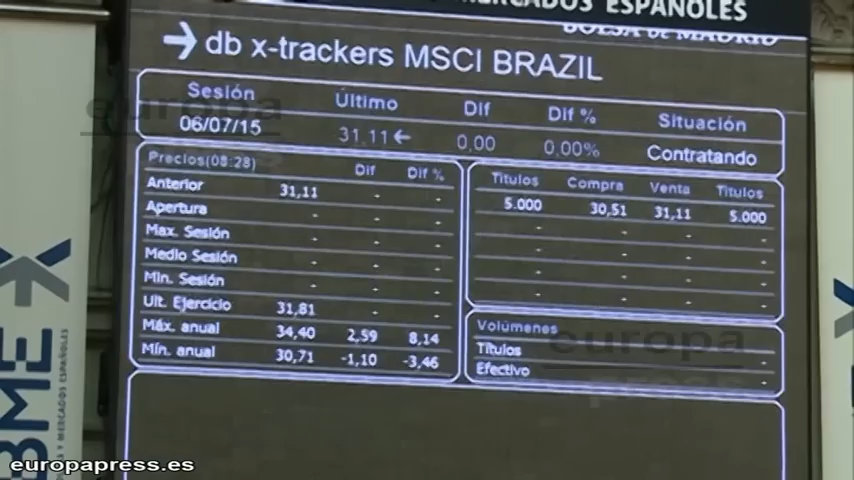 MERCADOS ESPAÑOLES
BOLSA DE MADRID
→ db x-trackers MSCI BRAZIL
Sesión Último Dif Dif % Situación
06/07/15 31,11← 0,00 0,00% Contratando
Precios(08:28) Dif Dif %
Anterior 31,11 - -
Apertura - - -
Max. Sesión - - -
Medio Sesión - - -
Min. Sesión - - -
Ult. Ejercicio 31,81 - -
Máx. anual 34,40 2,59 8,14
Mín. anual 30,71 -1,10 -3,46
Títulos Compra Venta Títulos
5.000 30,51 31,11 5.000
- - - -
- - - -
- - - -
- - - -
Volúmenes
Títulos -
Efectivo -
BME
Y MERCADOS ESPAÑOLES
europa
press
europa
press
europapress.es